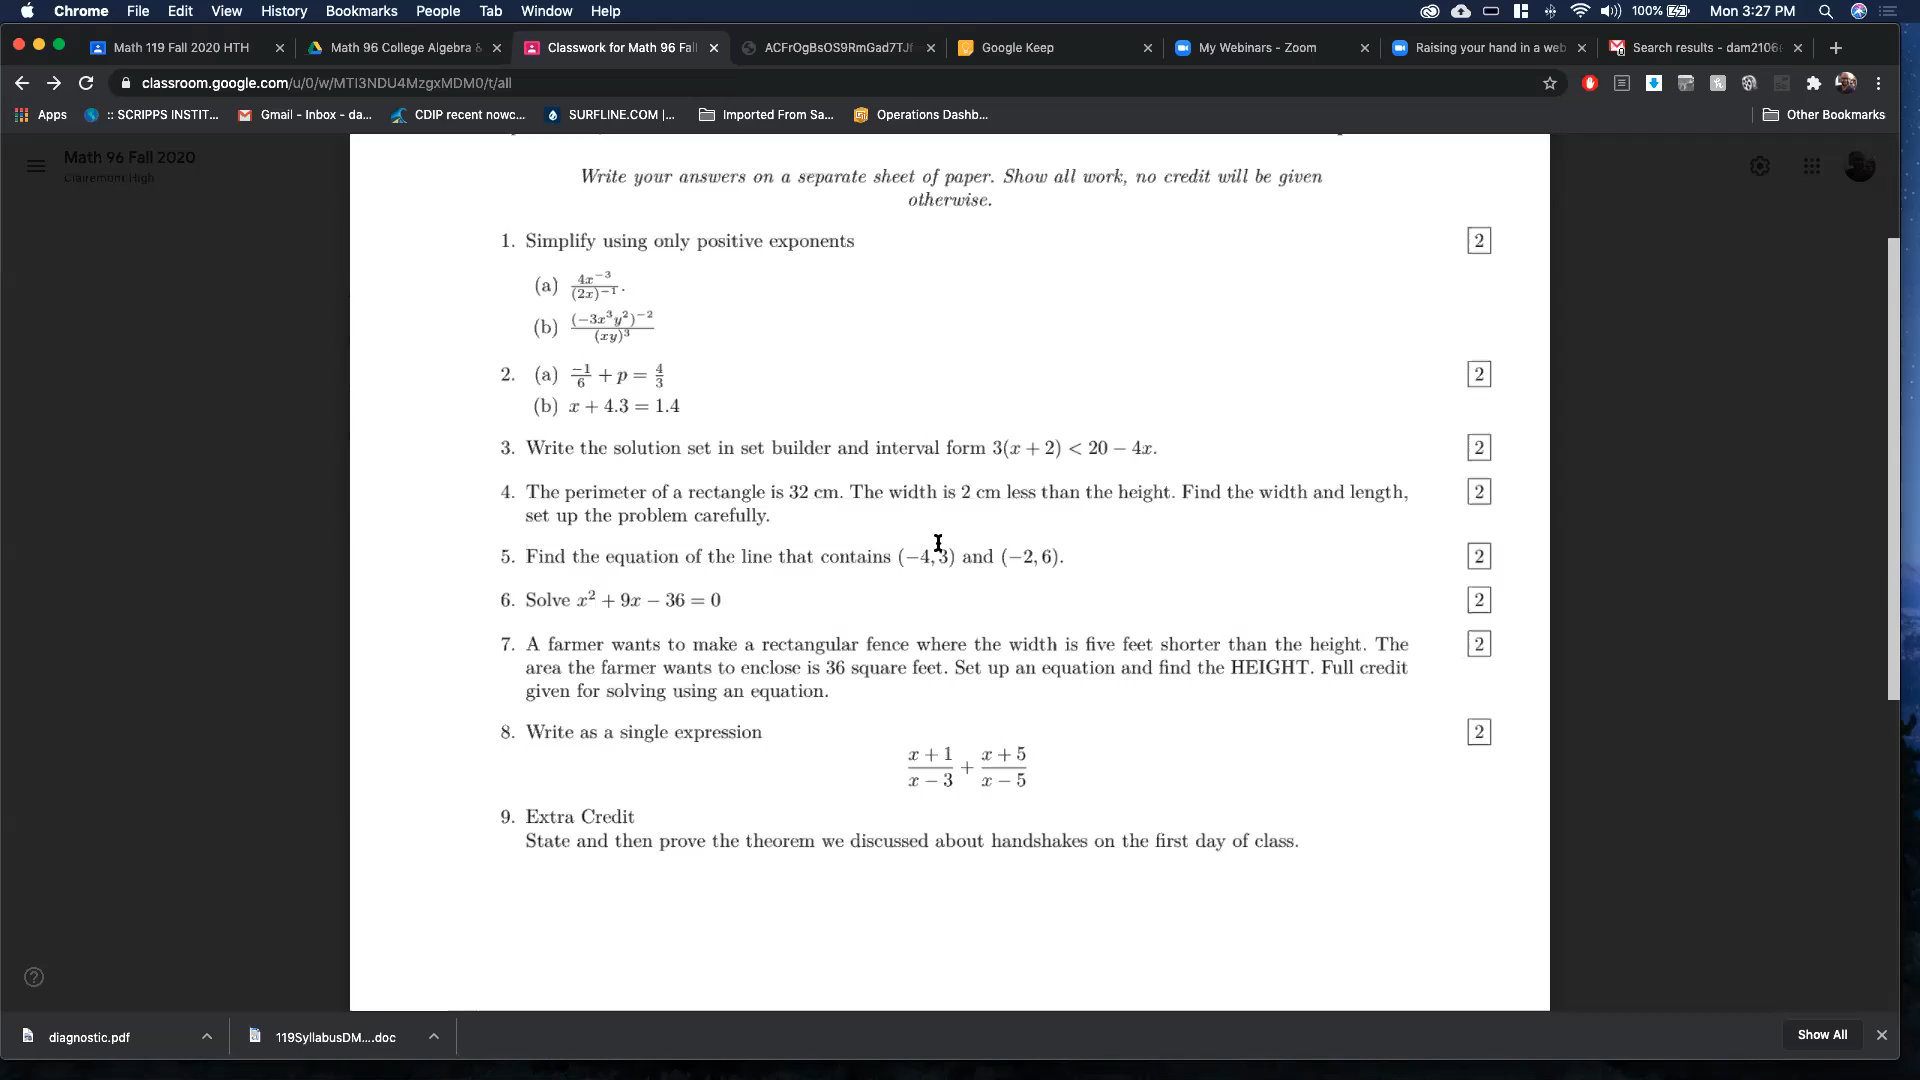 Chrome File Edit View History Bookmarks People Tab Window Help 100% Mon 3:27 PM
Math 119 Fall 2020 HTH Math 96 College Algebra & Classwork for Math 96 Fal ACFrOgBsOS9RmGad7TJf Google Keep My Webinars - Zoom Raising your hand in a web Search results - dam2106
classroom.google.com/u/0/w/MTI3NDU4MzgxMDM0/t/all
Apps :: SCRIPPS INSTIT... Gmail - Inbox - da... CDIP recent nowc... SURFLINE.COM |... Imported From Sa... Operations Dashb... Other Bookmarks
Math 96 Fall 2020
Clairemont High
Write your answers on a separate sheet of paper. Show all work, no credit will be given
otherwise.
1. Simplify using only positive exponents 2
(a) 4x⁻³/(2x)⁻¹.
(b) (−3x³y²)⁻²/(xy)³
2. (a) −1/6 + p = 4/3 2
(b) x + 4.3 = 1.4
3. Write the solution set in set builder and interval form 3(x + 2) < 20 − 4x. 2
4. The perimeter of a rectangle is 32 cm. The width is 2 cm less than the height. Find the width and length, 2
set up the problem carefully.
5. Find the equation of the line that contains (−4, 3) and (−2, 6). 2
6. Solve x² + 9x − 36 = 0 2
7. A farmer wants to make a rectangular fence where the width is five feet shorter than the height. The 2
area the farmer wants to enclose is 36 square feet. Set up an equation and find the HEIGHT. Full credit
given for solving using an equation.
8. Write as a single expression 2
x + 1 / x − 3 + x + 5 / x − 5
9. Extra Credit
State and then prove the theorem we discussed about handshakes on the first day of class.
diagnostic.pdf 119SyllabusDM....doc Show All